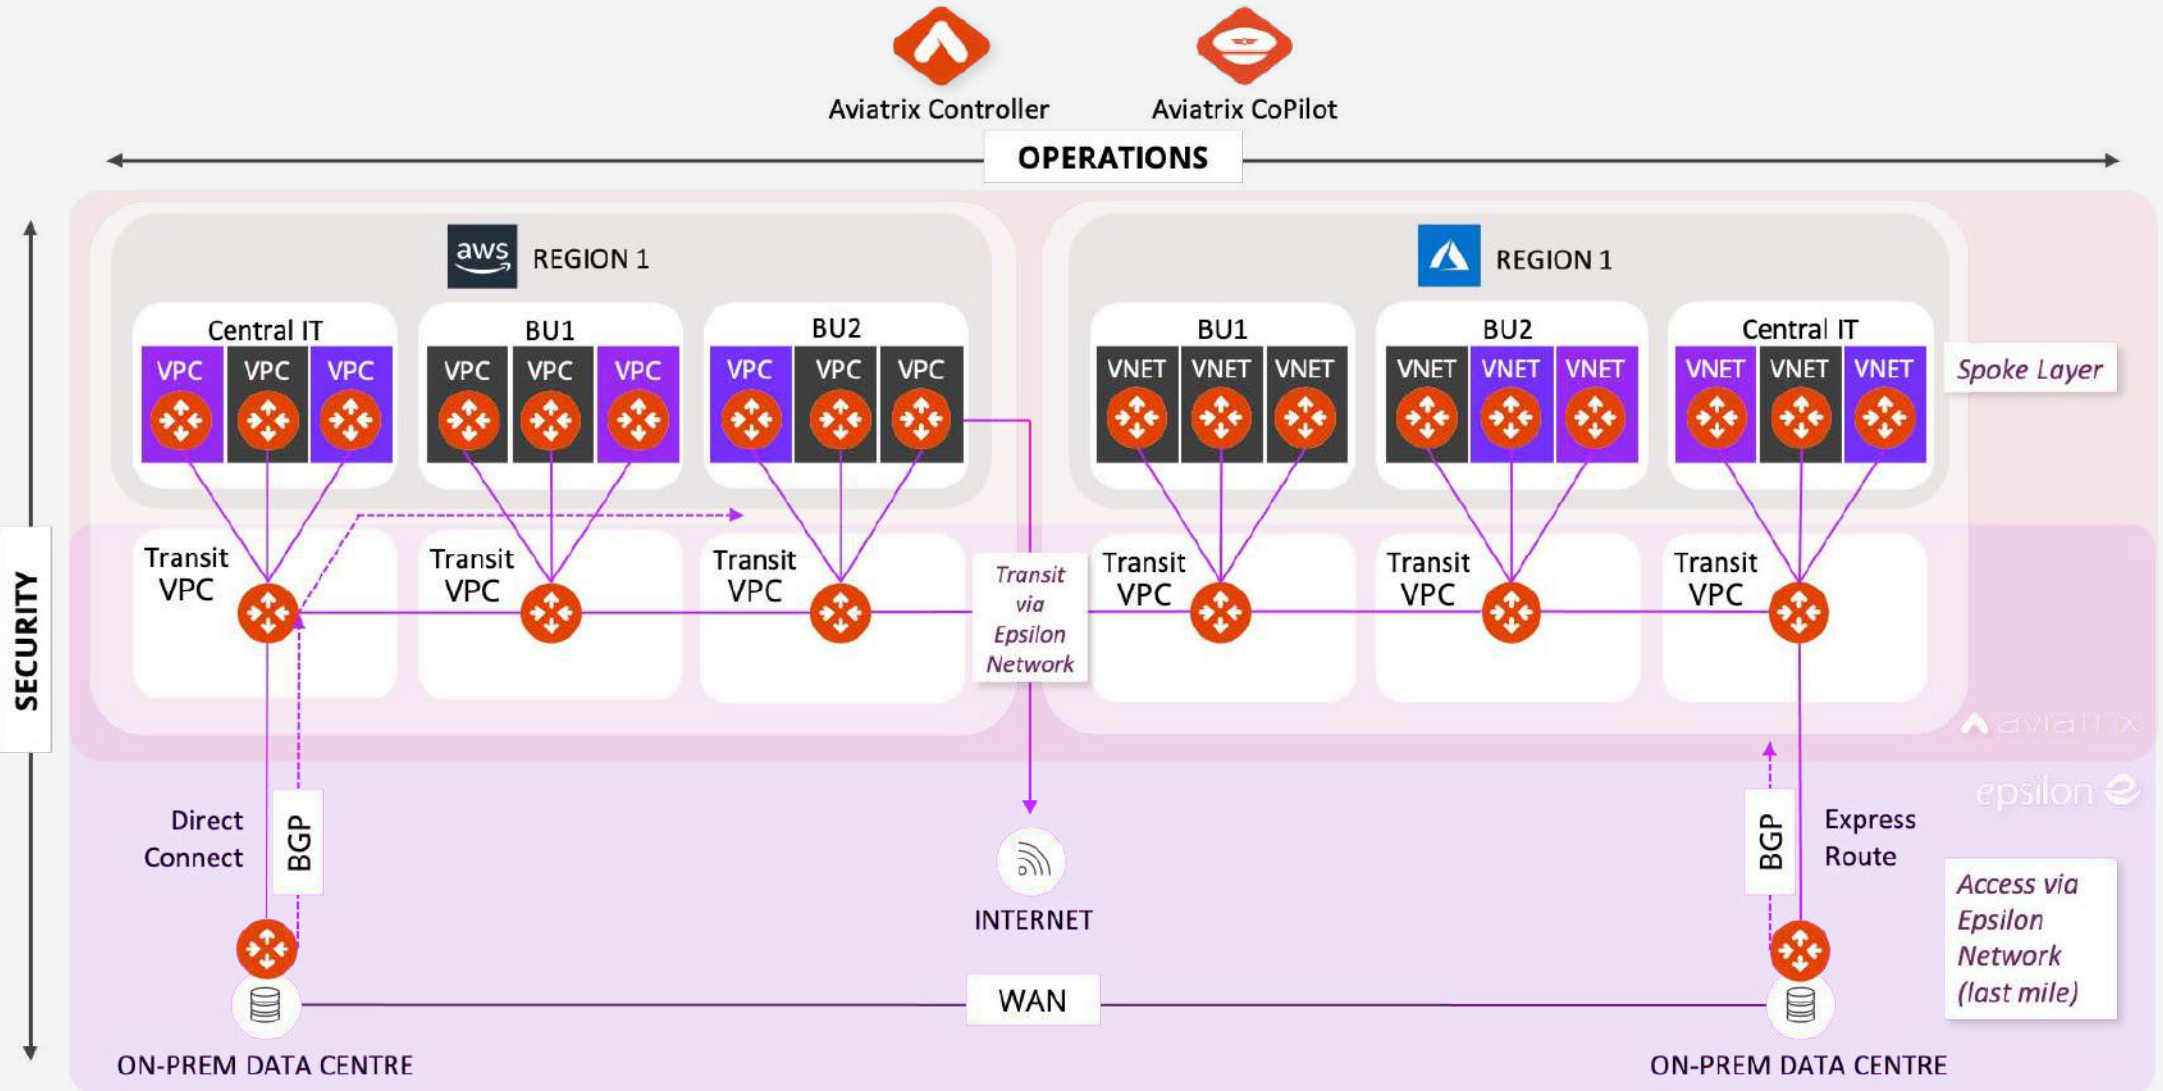 Aviatrix Controller
Aviatrix CoPilot
OPERATIONS
SECURITY
aws
REGION 1
REGION 1
Central IT
BU1
BU2
BU1
BU2
Central IT
VPC VPC VPC
VPC VPC VPC
VPC VPC VPC
VNET VNET VNET
VNET VNET VNET
VNET VNET VNET
Spoke Layer
Transit
VPC
Transit
VPC
Transit
VPC
Transit
via
Epsilon
Network
Transit
VPC
Transit
VPC
Transit
VPC
aviatrix
epsilon
Direct
Connect
BGP
BGP
Express
Route
INTERNET
Access via
Epsilon
Network
(last mile)
WAN
ON-PREM DATA CENTRE
ON-PREM DATA CENTRE